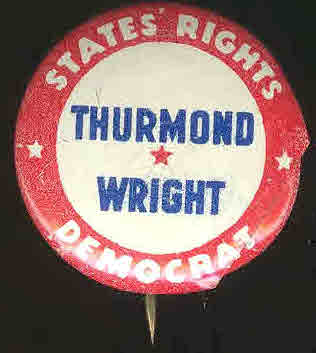 STATES' RIGHTS
THURMOND
WRIGHT
DEMOCRAT